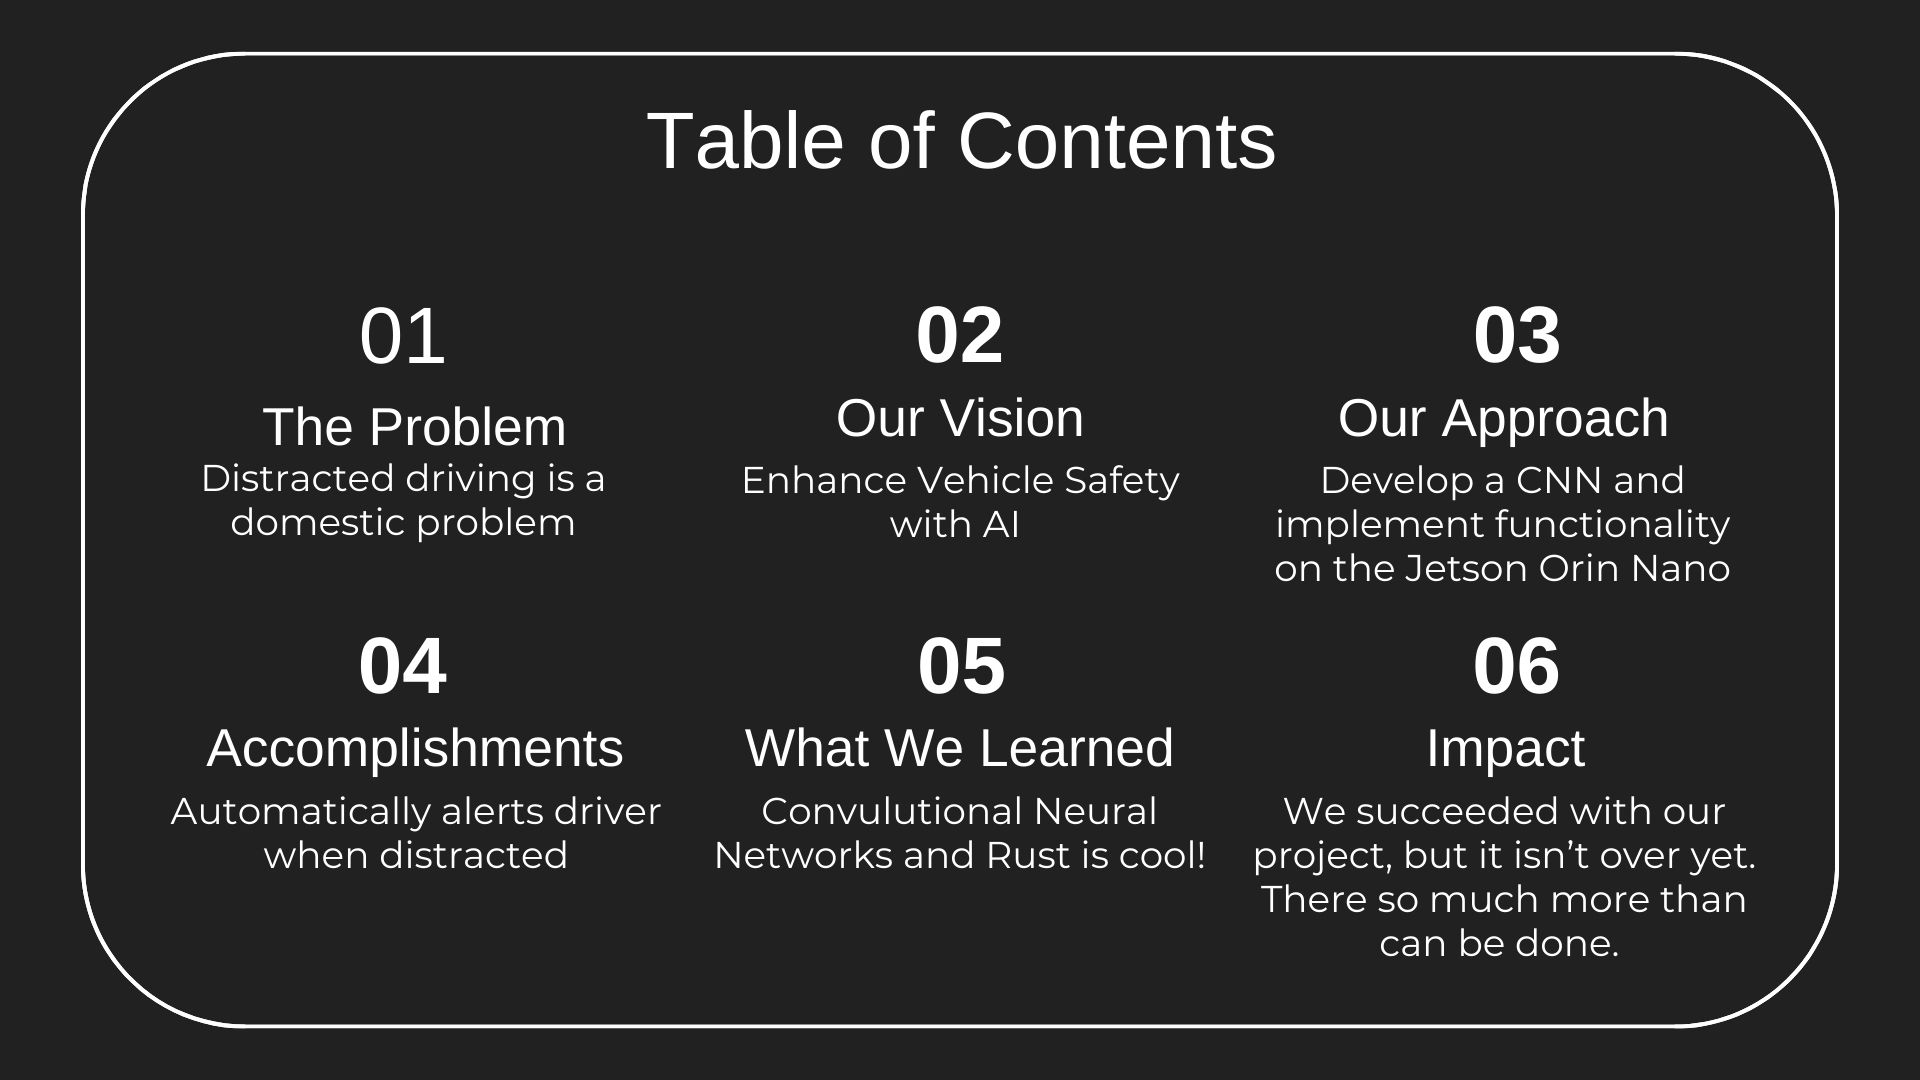 Table of Contents
01
The Problem
Distracted driving is a
domestic problem
02
Our Vision
Enhance Vehicle Safety
with AI
03
Our Approach
Develop a CNN and
implement functionality
on the Jetson Orin Nano
04
Accomplishments
Automatically alerts driver
when distracted
05
What We Learned
Convulutional Neural
Networks and Rust is cool!
06
Impact
We succeeded with our
project, but it isn’t over yet.
There so much more than
can be done.